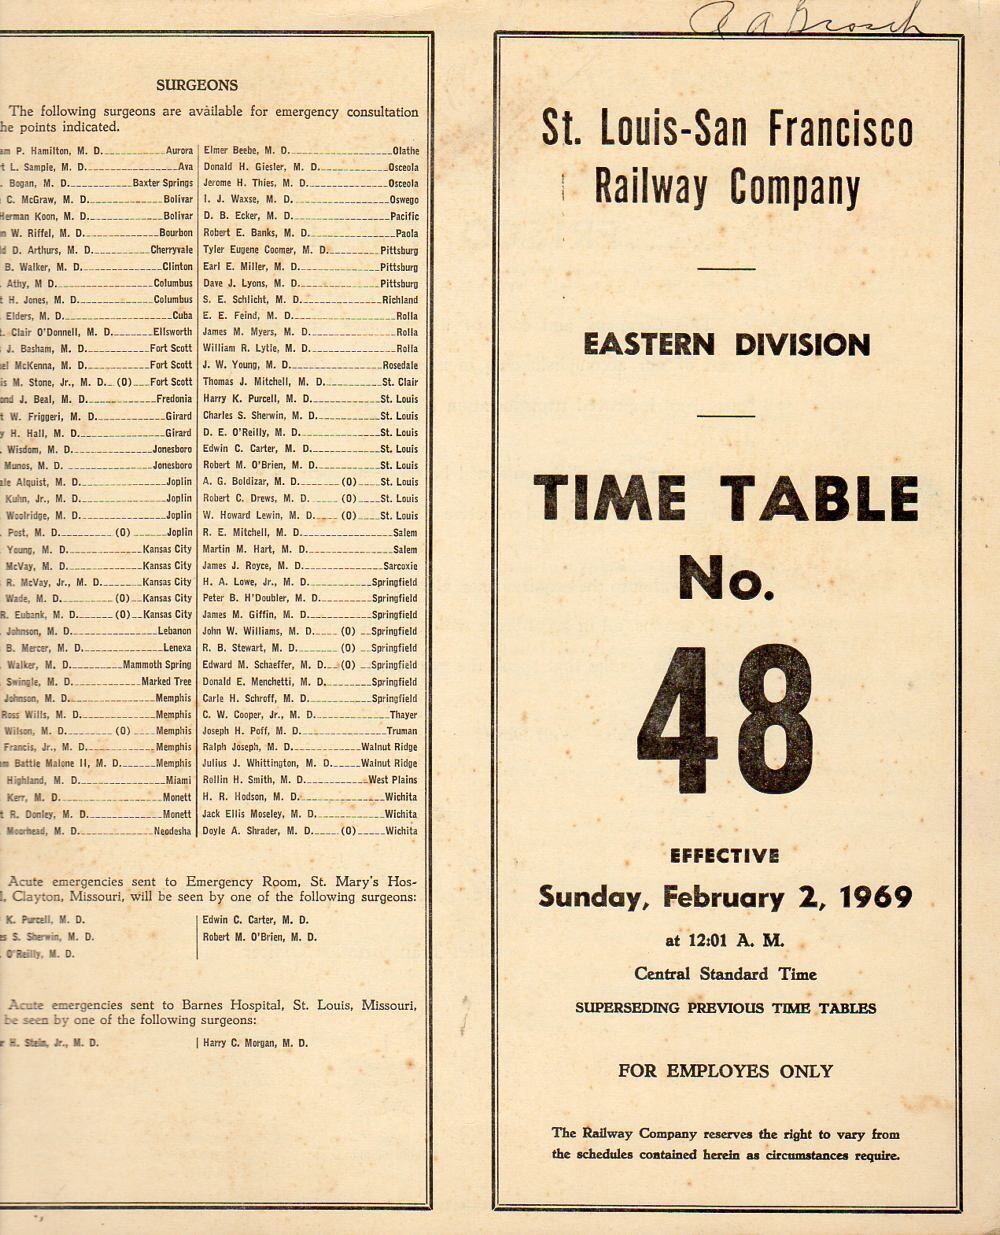 SURGEONS
The following surgeons are available for emergency consultation
he points indicated.
am P. Hamilton, M. D. Aurora
t L. Sample, M. D. Ava
. Bogan, M. D. Baxter Springs
C. McGraw, M. D. Bolivar
Herman Koon, M. D. Bolivar
n W. Riffel, M. D. Bourbon
d D. Arthurs, M. D. Cherryvale
B. Walker, M. D. Clinton
. Athy, M D. Columbus
t H. Jones, M. D. Columbus
. Elders, M. D. Cuba
t. Clair O'Donnell, M. D. Ellsworth
J. Basham, M. D. Fort Scott
el McKenna, M. D. Fort Scott
is M. Stone, Jr., M. D. (O) Fort Scott
ond J. Beal, M. D. Fredonia
t W. Friggeri, M. D. Girard
y H. Hall, M. D. Girard
. Wisdom, M. D. Jonesboro
Munos, M. D. Jonesboro
ale Alquist, M. D. Joplin
Kuhn, Jr., M. D. Joplin
. Woolridge, M. D. Joplin
. Post, M. D. (O) Joplin
Young, M. D. Kansas City
McVay, M. D. Kansas City
R. McVay, Jr., M. D. Kansas City
Wade, M. D. (O) Kansas City
R. Eubank, M. D. (O) Kansas City
. Johnson, M. D. Lebanon
B. Mercer, M. D. Lenexa
Walker, M. D. Mammoth Spring
Swingle, M. D. Marked Tree
Johnson, M. D. Memphis
Ross Wills, M. D. Memphis
Wilson, M. D. (O) Memphis
Francis, Jr., M. D. Memphis
am Battle Malone II, M. D. Memphis
Highland, M. D. Miami
Kerr, M. D. Monett
t R. Donley, M. D. Monett
. Moorhead, M. D. Neodesha
Elmer Beebe, M. D. Olathe
Donald H. Giesler, M. D. Osceola
Jerome H. Thies, M. D. Osceola
I. J. Waxse, M. D. Oswego
D. B. Ecker, M. D. Pacific
Robert E. Banks, M. D. Paola
Tyler Eugene Coomer, M. D. Pittsburg
Earl E. Miller, M. D. Pittsburg
Dave J. Lyons, M. D. Pittsburg
S. E. Schlicht, M. D. Richland
E. E. Feind, M. D. Rolla
James M. Myers, M. D. Rolla
William R. Lytle, M. D. Rolla
J. W. Young, M. D. Rosedale
Thomas J. Mitchell, M. D. St. Clair
Harry K. Purcell, M. D. St. Louis
Charles S. Sherwin, M. D. St. Louis
D. E. O'Reilly, M. D. St. Louis
Edwin C. Carter, M. D. St. Louis
Robert M. O'Brien, M. D. St. Louis
A. G. Boldizar, M. D. (O) St. Louis
Robert C. Drews, M. D. (O) St. Louis
W. Howard Lewin, M. D. (O) St. Louis
R. E. Mitchell, M. D. Salem
Martin M. Hart, M. D. Salem
James J. Royce, M. D. Sarcoxie
H. A. Lowe, Jr., M. D. Springfield
Peter B. H'Doubler, M. D. Springfield
James M. Giffin, M. D. Springfield
John W. Williams, M. D. (O) Springfield
R. B. Stewart, M. D. (O) Springfield
Edward M. Schaeffer, M. D. (O) Springfield
Donald E. Menchetti, M. D. Springfield
Carle H. Schroff, M. D. Springfield
C. W. Cooper, Jr., M. D. Thayer
Joseph H. Poff, M. D. Truman
Ralph Joseph, M. D. Walnut Ridge
Julius J. Whittington, M. D. Walnut Ridge
Rollin H. Smith, M. D. West Plains
H. R. Hodson, M. D. Wichita
Jack Ellis Moseley, M. D. Wichita
Doyle A. Shrader, M. D. (O) Wichita
Acute emergencies sent to Emergency Room, St. Mary's Hos-
l, Clayton, Missouri, will be seen by one of the following surgeons:
K. Purcell, M. D.
es S. Sherwin, M. D.
. O'Reilly, M. D.
Edwin C. Carter, M. D.
Robert M. O'Brien, M. D.
Acute emergencies sent to Barnes Hospital, St. Louis, Missouri,
be seen by one of the following surgeons:
r H. Stein, Jr., M. D.
Harry C. Morgan, M. D.
R A Brosch
St. Louis-San Francisco
Railway Company
EASTERN DIVISION
TIME TABLE
No.
48
EFFECTIVE
Sunday, February 2, 1969
at 12:01 A. M.
Central Standard Time
SUPERSEDING PREVIOUS TIME TABLES
FOR EMPLOYES ONLY
The Railway Company reserves the right to vary from
the schedules contained herein as circumstances require.